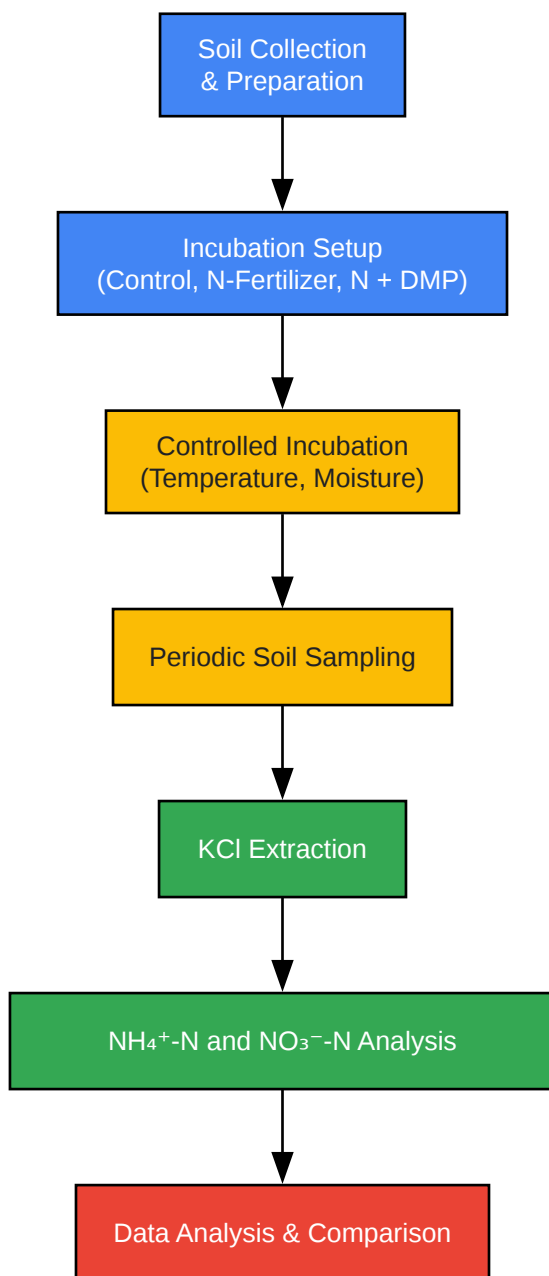 Soil Collection
& Preparation
Incubation Setup
(Control, N-Fertilizer, N + DMP)
Controlled Incubation
(Temperature, Moisture)
Periodic Soil Sampling
KCl Extraction
NH₄⁺-N and NO₃⁻-N Analysis
Data Analysis & Comparison